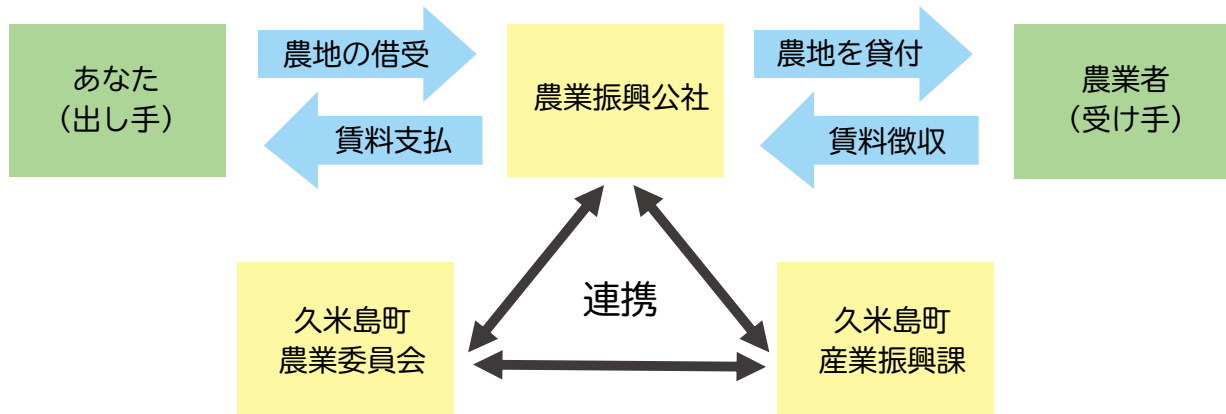 あなた
（出し手）
農地の借受
賃料支払
農業振興公社
農地を貸付
賃料徴収
農業者
（受け手）
連携
久米島町
農業委員会
久米島町
産業振興課